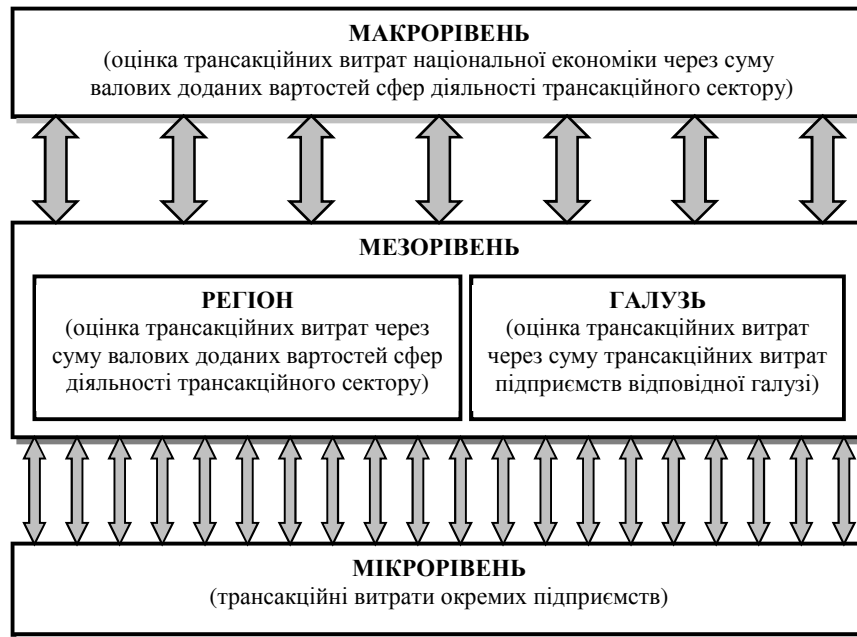 МАКРОРІВЕНЬ
(оцінка трансакційних витрат національної економіки через суму
валових доданих вартостей сфер діяльності трансакційного сектору)
МЕЗОРІВЕНЬ
РЕГІОН
(оцінка трансакційних витрат через
суму валових доданих вартостей сфер
діяльності трансакційного сектору)
ГАЛУЗЬ
(оцінка трансакційних витрат
через суму трансакційних витрат
підприємств відповідної галузі)
МІКРОРІВЕНЬ
(трансакційні витрати окремих підприємств)